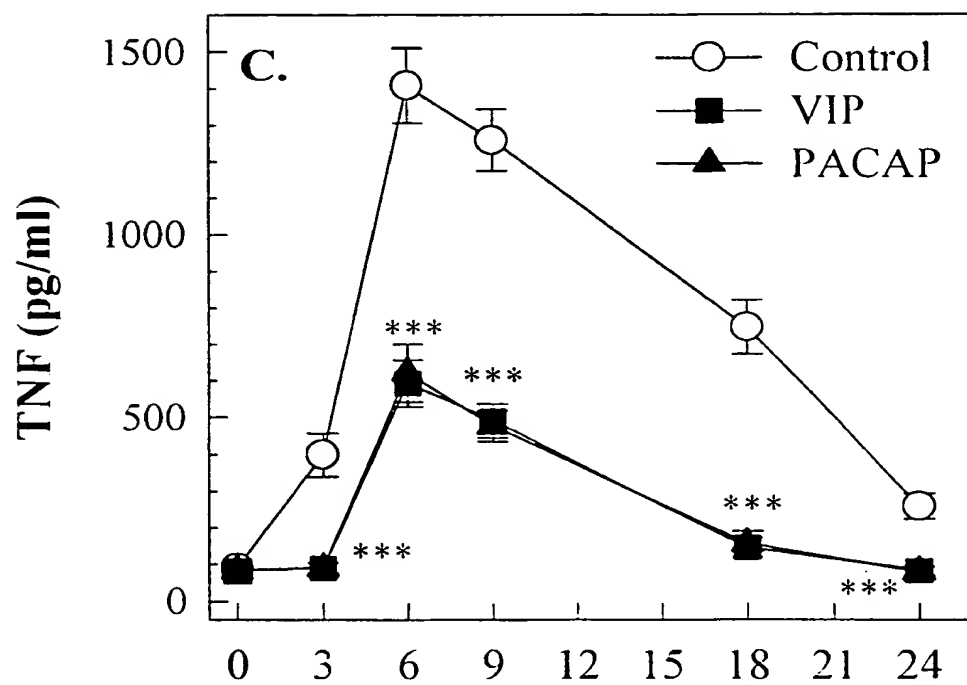 C.
Control
VIP
PACAP
TNF (pg/ml)
1500
1000
500
0
***
***
***
***
***
0 3 6 9 12 15 18 21 24